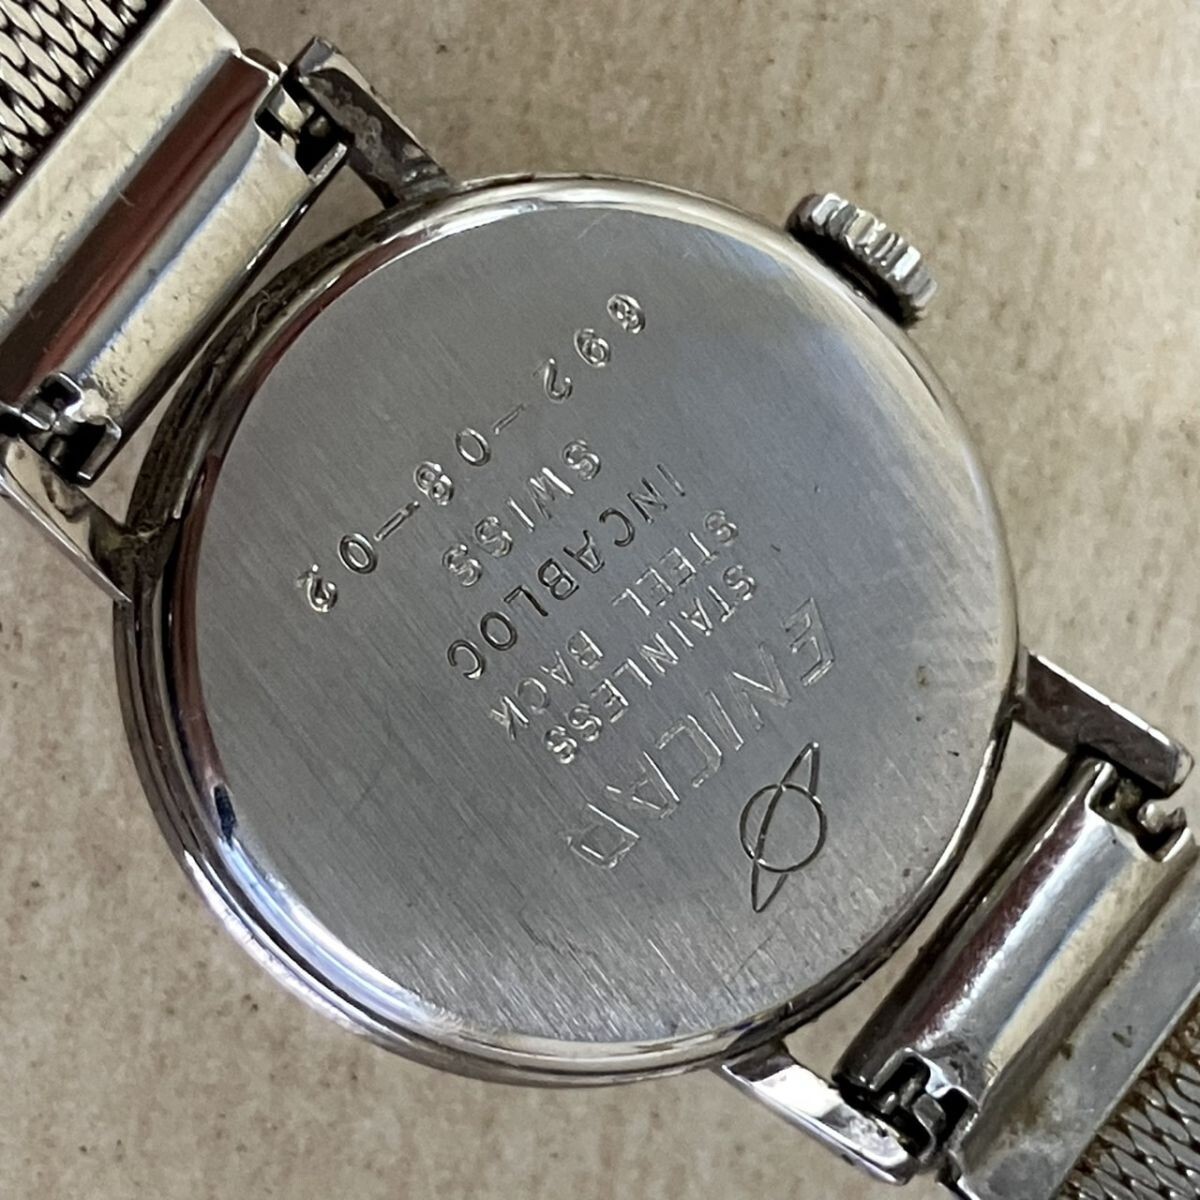 ENICAR
STAINLESS
STEEL BACK
INCABLOC
SWISS
692-08-02